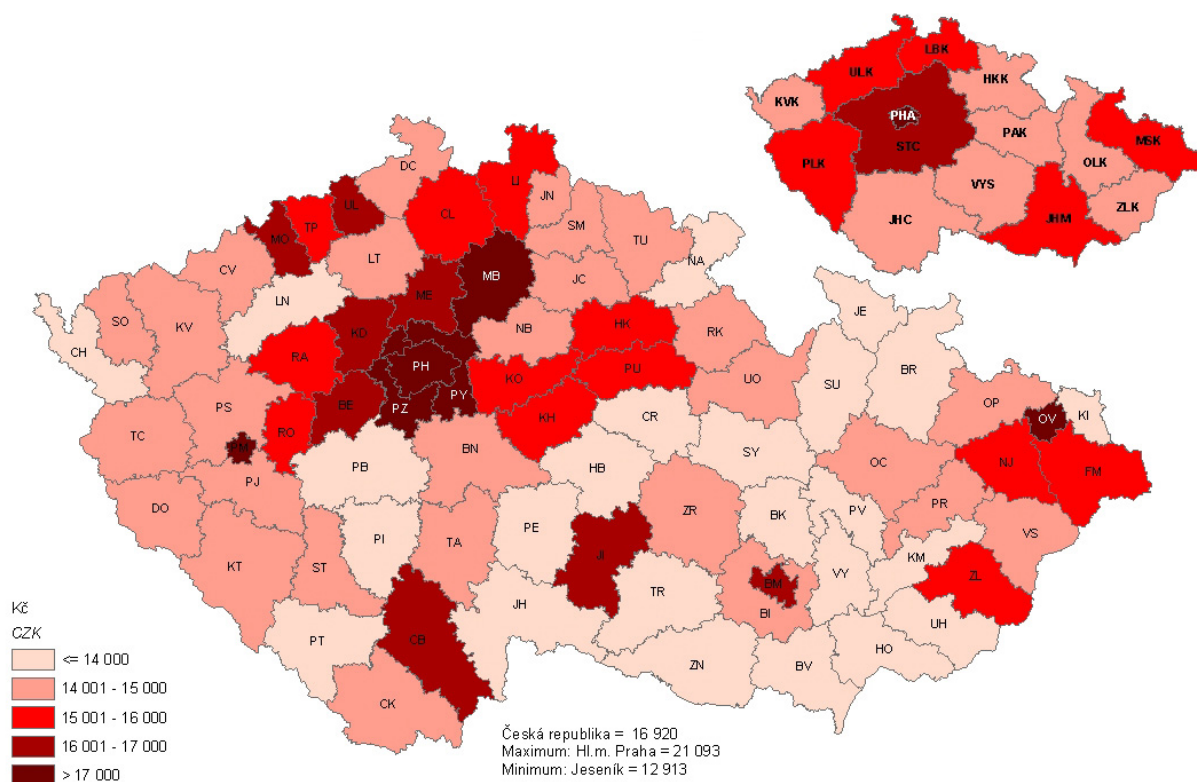 LBK
ULK
HKK
KVK
PHA
PAK
MSK
STC
OLK
PLK
VYS
ZLK
JHC
JHM
DC
LI
UL
JN
CL
TP
SM
MO
TU
LT
CV
NA
MB
JC
ME
LN
JE
SO
KV
HK
NB
KD
RK
CH
RA
PH
BR
PU
KO
UO
SU
PY
OP
PS
BE
PZ
OV
KI
CR
KH
RO
TC
PM
BN
SY
NJ
FM
OC
PB
HB
PJ
PR
DO
ZR
BK
PV
PE
VS
PI
TA
JI
KM
KT
ST
BM
VY
ZL
TR
JH
BI
UH
PT
CB
HO
ZN
BV
CK
Kč
CZK
<= 14 000
14 001 - 15 000
15 001 - 16 000
16 001 - 17 000
> 17 000
Česká republika = 16 920
Maximum: Hl.m. Praha = 21 093
Minimum: Jeseník = 12 913